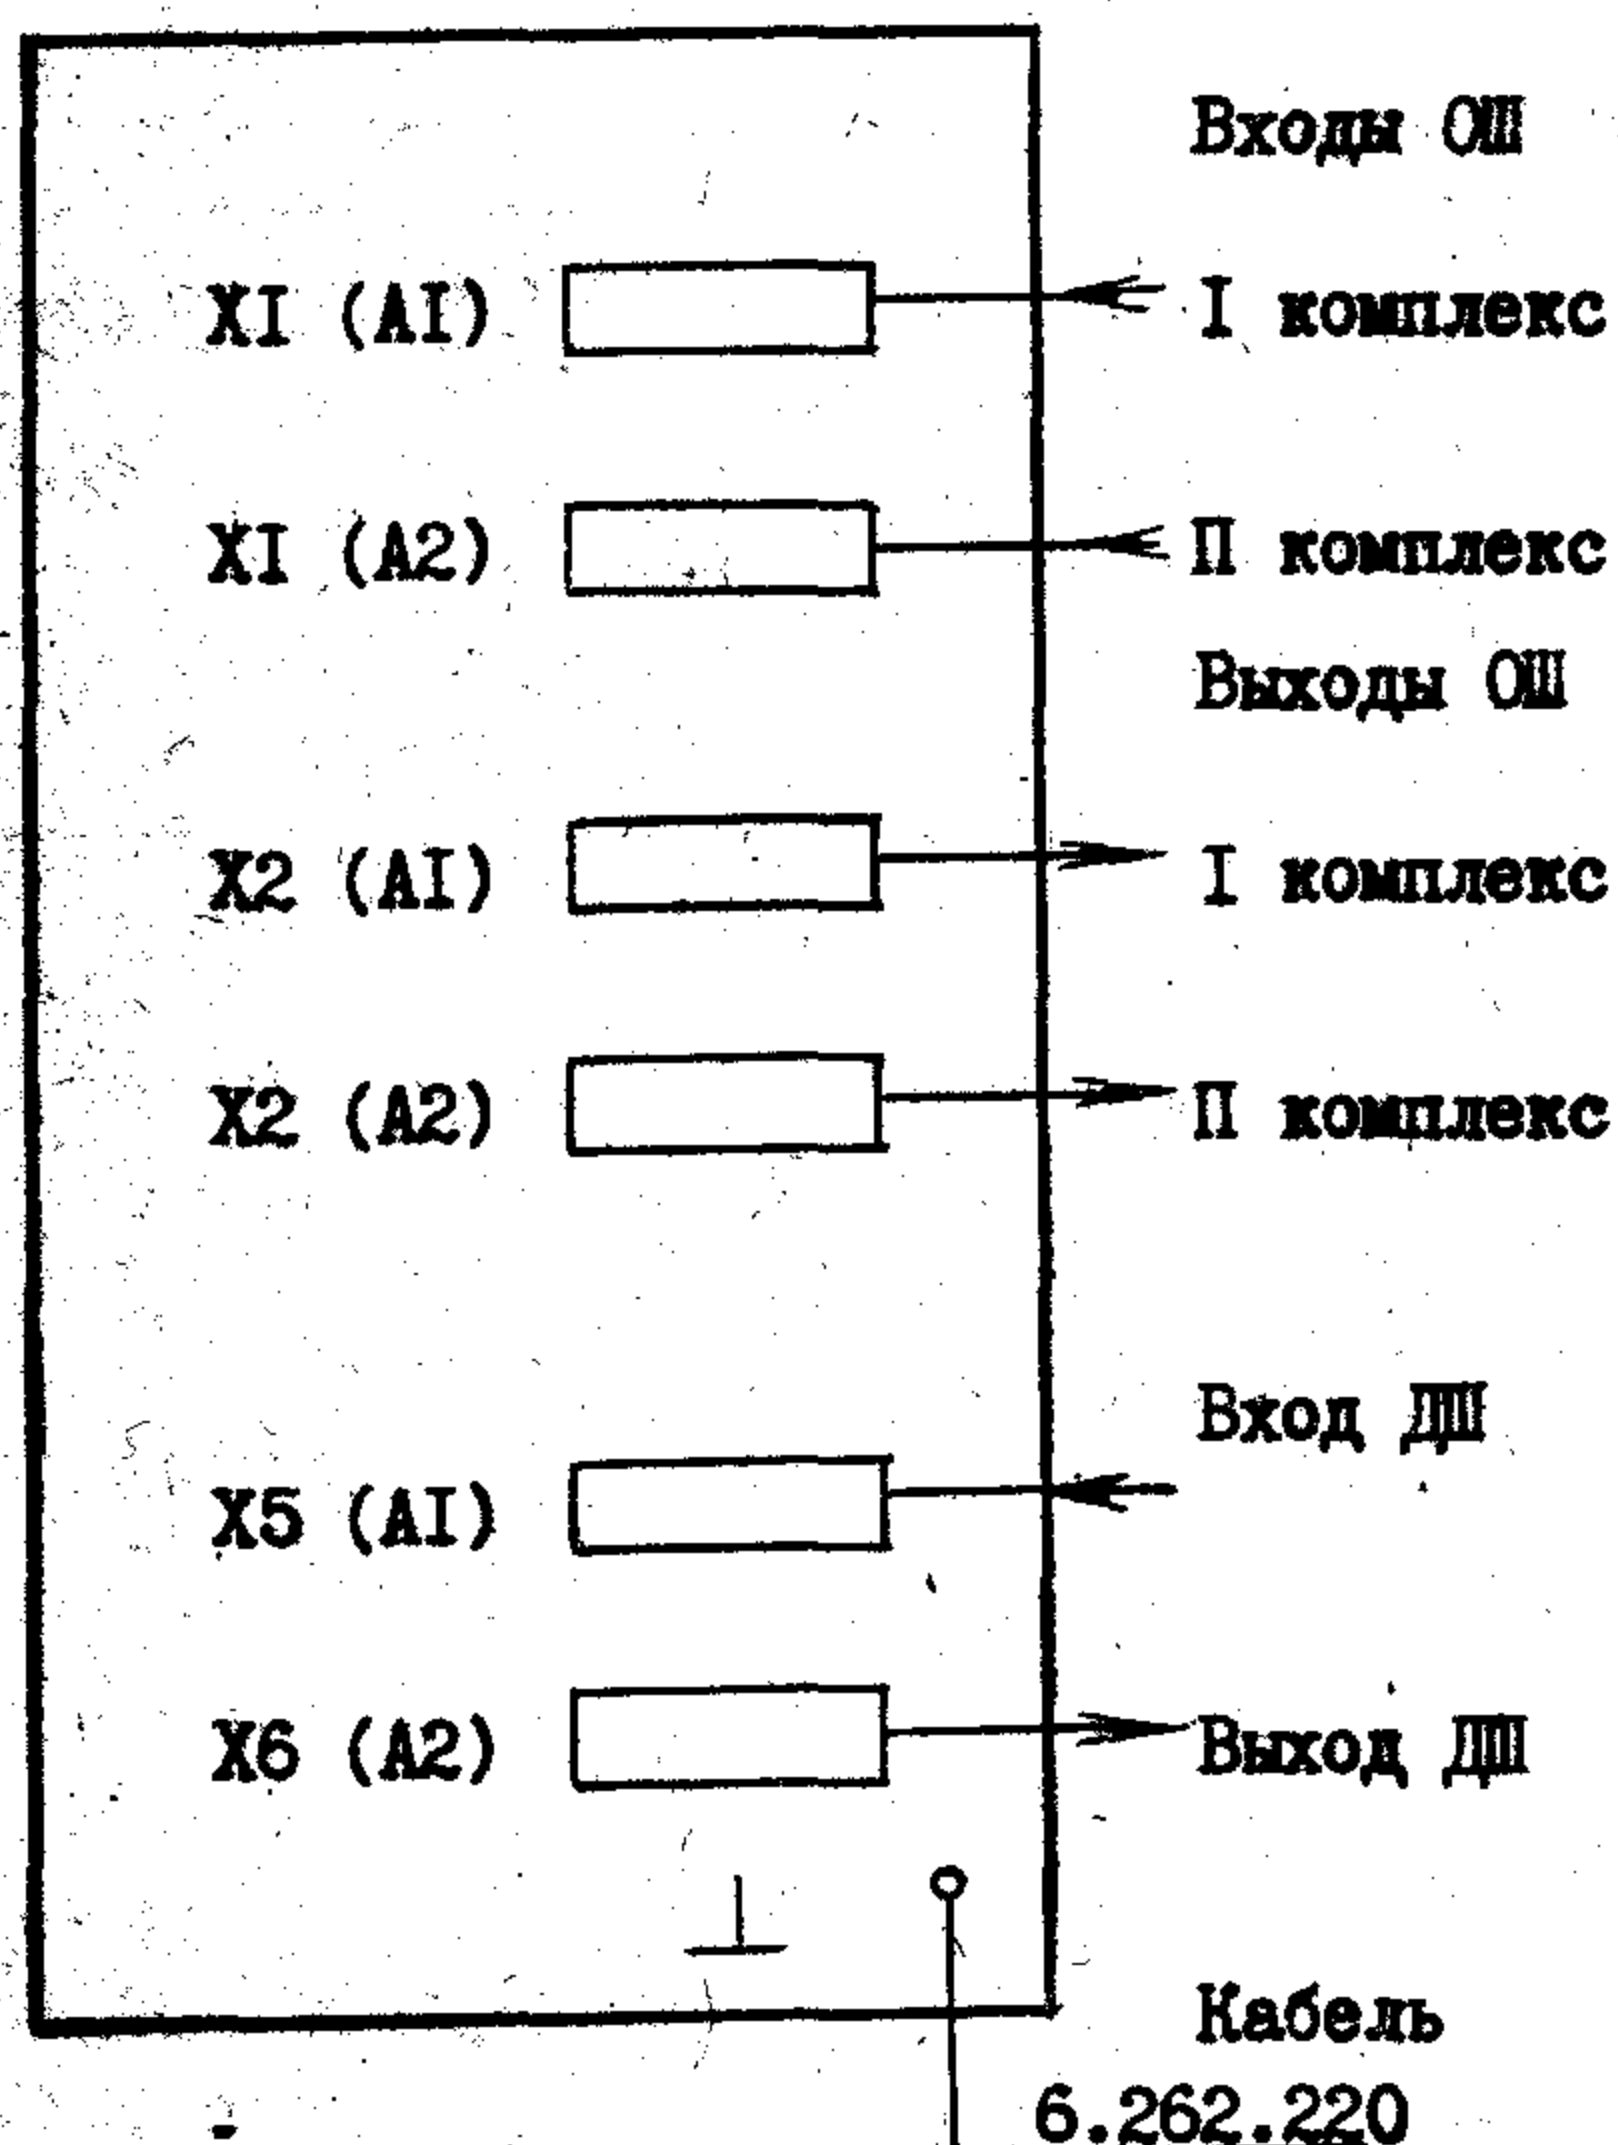 Входы ОШ
XI (AI) I комплекс
XI (A2) П комплекс
Выходы ОШ
X2 (AI) I комплекс
X2 (A2) П комплекс
Вход ДШ
X5 (AI)
X6 (A2) Выход ДШ
Кабель
6.262.220